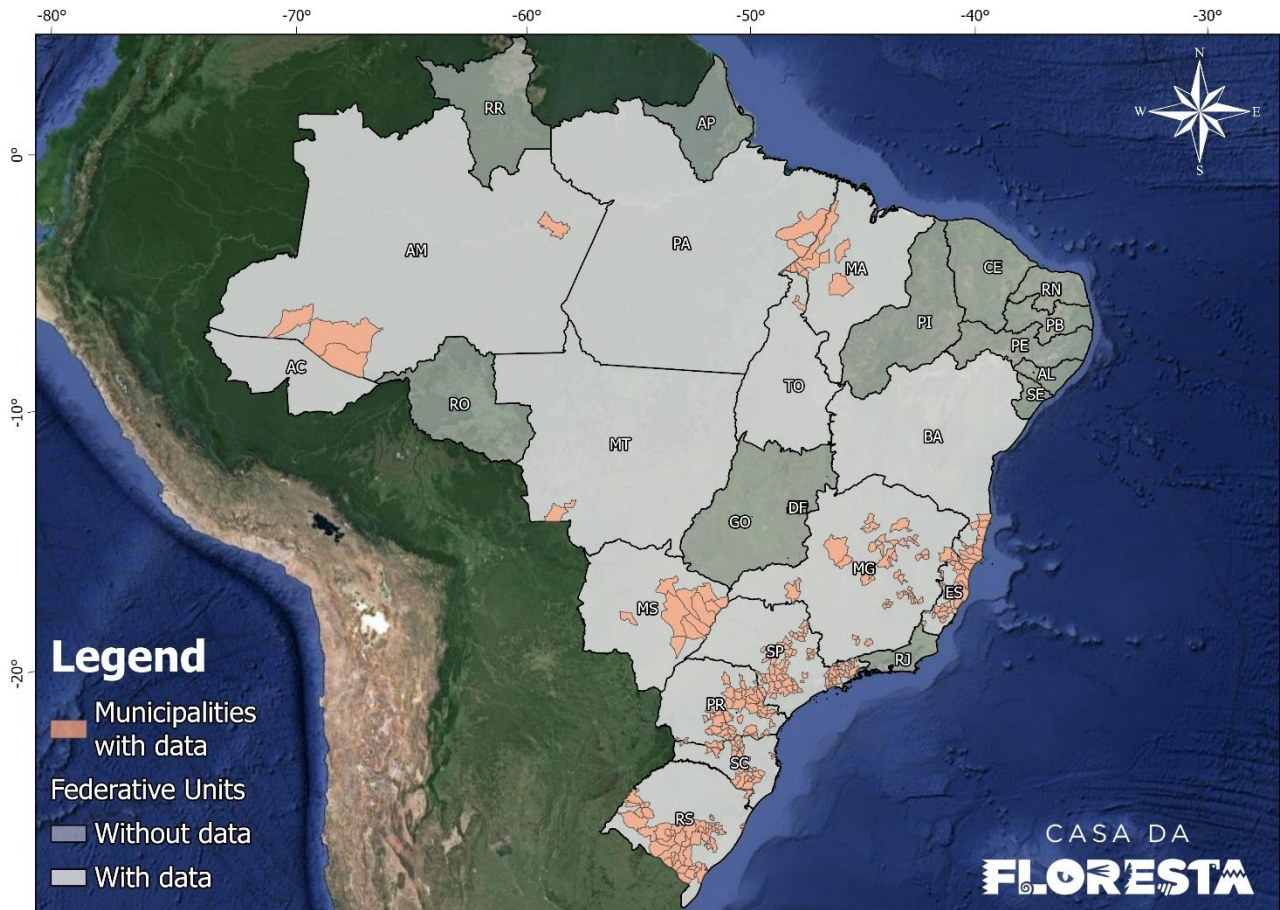 -80°
-70°
-60°
-50°
-40°
-30°
N
W
E
S
0°
-10°
-20°
RR
AP
AM
PA
MA
CE
RN
PB
PI
PE
AL
SE
AC
RO
TO
BA
MT
GO
DF
MG
ES
MS
SP
RJ
PR
SC
RS
Legend
Municipalities
with data
Federative Units
Without data
With data
CASA DA
FLORESTA